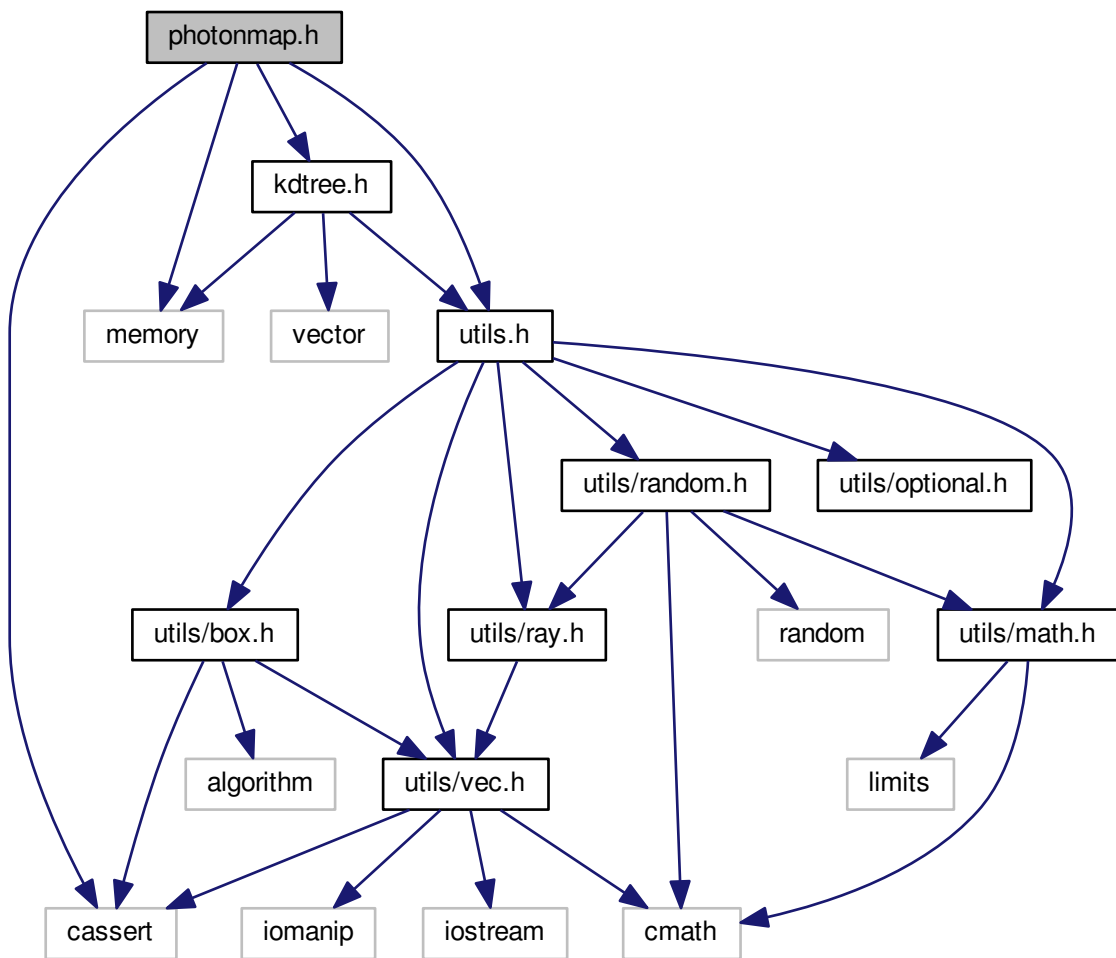 photonmap.h
kdtree.h
memory
vector
utils.h
utils/random.h
utils/optional.h
utils/box.h
utils/ray.h
random
utils/math.h
algorithm
utils/vec.h
limits
cassert
iomanip
iostream
cmath